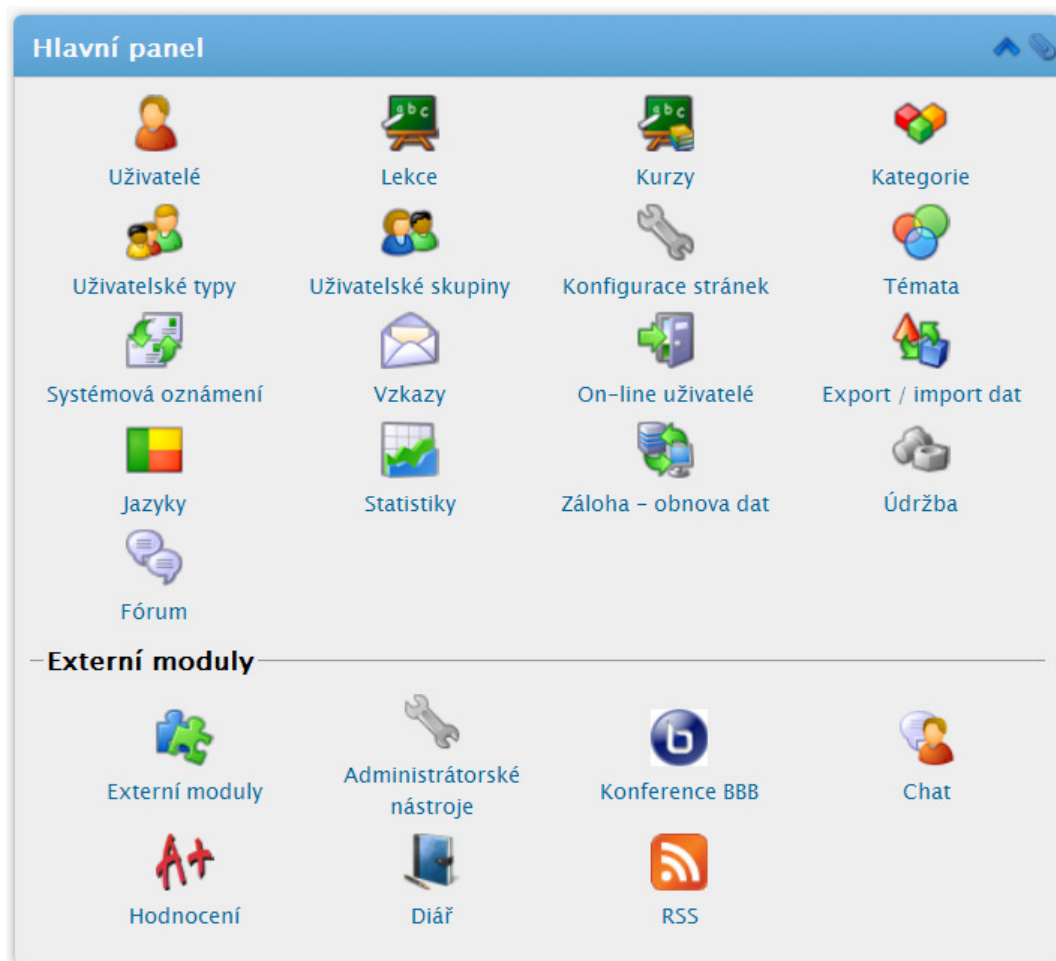 Hlavní panel
Uživatelé
Lekce
Kurzy
Kategorie
Uživatelské typy
Uživatelské skupiny
Konfigurace stránek
Témata
Systémová oznámení
Vzkazy
On-line uživatelé
Export / import dat
Jazyky
Statistiky
Záloha - obnova dat
Údržba
Fórum
Externí moduly
Externí moduly
Administrátorské
nástroje
Konference BBB
Chat
Hodnocení
Diář
RSS